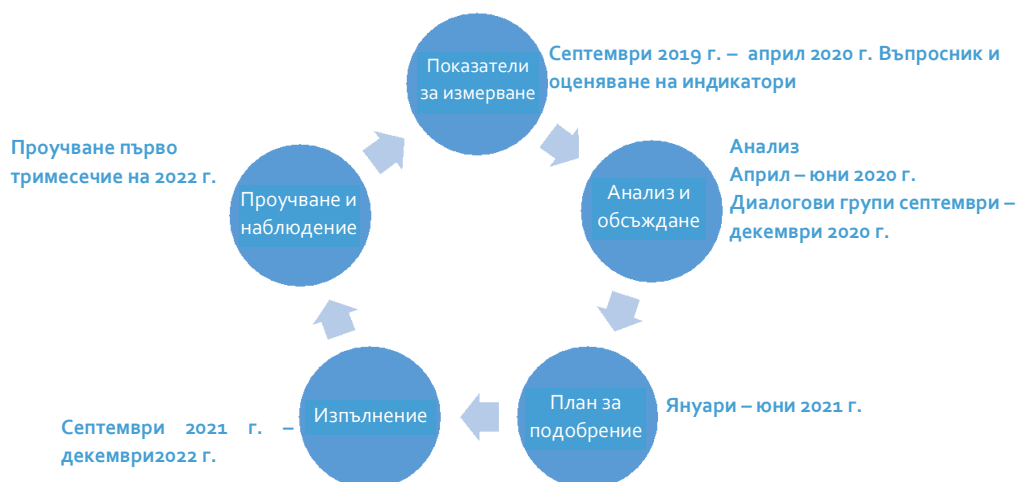 Показатели
за измерване
Септември 2019 г. – април 2020 г. Въпросник и
оценяване на индикатори
Анализ и
обсъждане
Анализ
Април – юни 2020 г.
Диалогови групи септември –
декември 2020 г.
План за
подобрение
Януари – юни 2021 г.
Изпълнение
Септември 2021 г. –
декември2022 г.
Проучване и
наблюдение
Проучване първо
тримесечие на 2022 г.